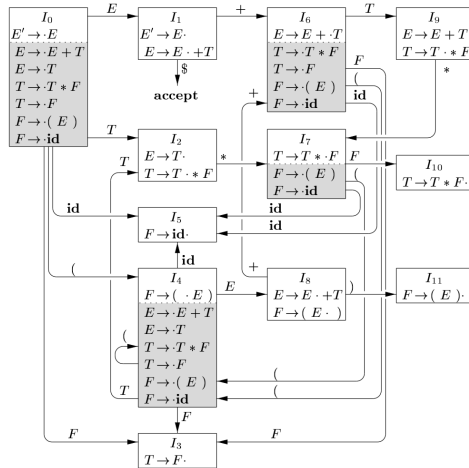 I₀
E′ → ·E
E → ·E + T
E → ·T
T → ·T * F
T → ·F
F → ·( E )
F → ·id
E
I₁
E′ → E·
E → E · + T
$
accept
+
I₆
E → E + · T
T → ·T * F
T → ·F
F → ·( E )
F → ·id
T
I₉
E → E + T·
T → T · * F
*
F
(
id
+
T
I₂
E → T·
T → T · * F
T
*
I₇
T → T * · F
F → ·( E )
F → ·id
F
(
id
I₁₀
T → T * F·
id
I₅
F → id·
id
id
(
I₄
F → ( · E )
E → ·E + T
E → ·T
T → ·T * F
T → ·F
F → ·( E )
F → ·id
(
T
E
+
I₈
E → E · + T
F → ( E · )
)
I₁₁
F → ( E )·
(
(
F
F
I₃
T → F·
F